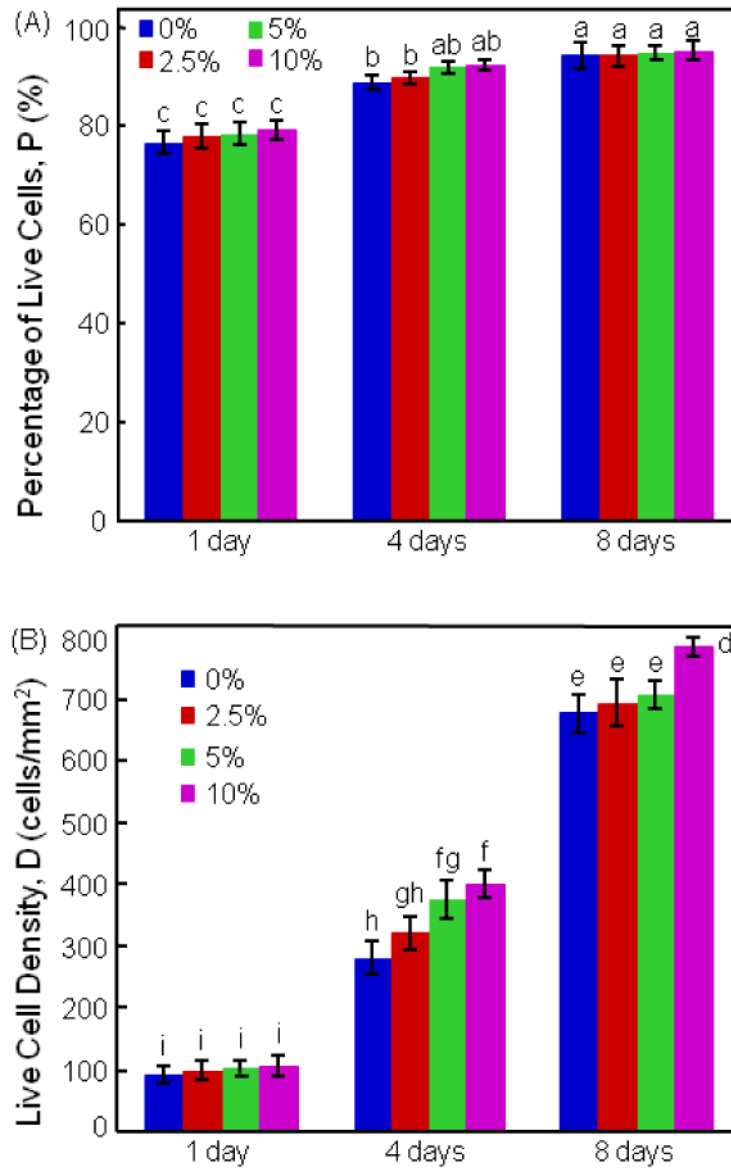 (A)
Percentage of Live Cells, P (%)
100
80
60
40
20
0
0% 5%
2.5% 10%
c c c c
b b ab ab
a a a a
1 day 4 days 8 days
(B)
Live Cell Density, D (cells/mm²)
800
700
600
500
400
300
200
100
0
0%
2.5%
5%
10%
i i i i
h gh fg f
e e e d
1 day 4 days 8 days